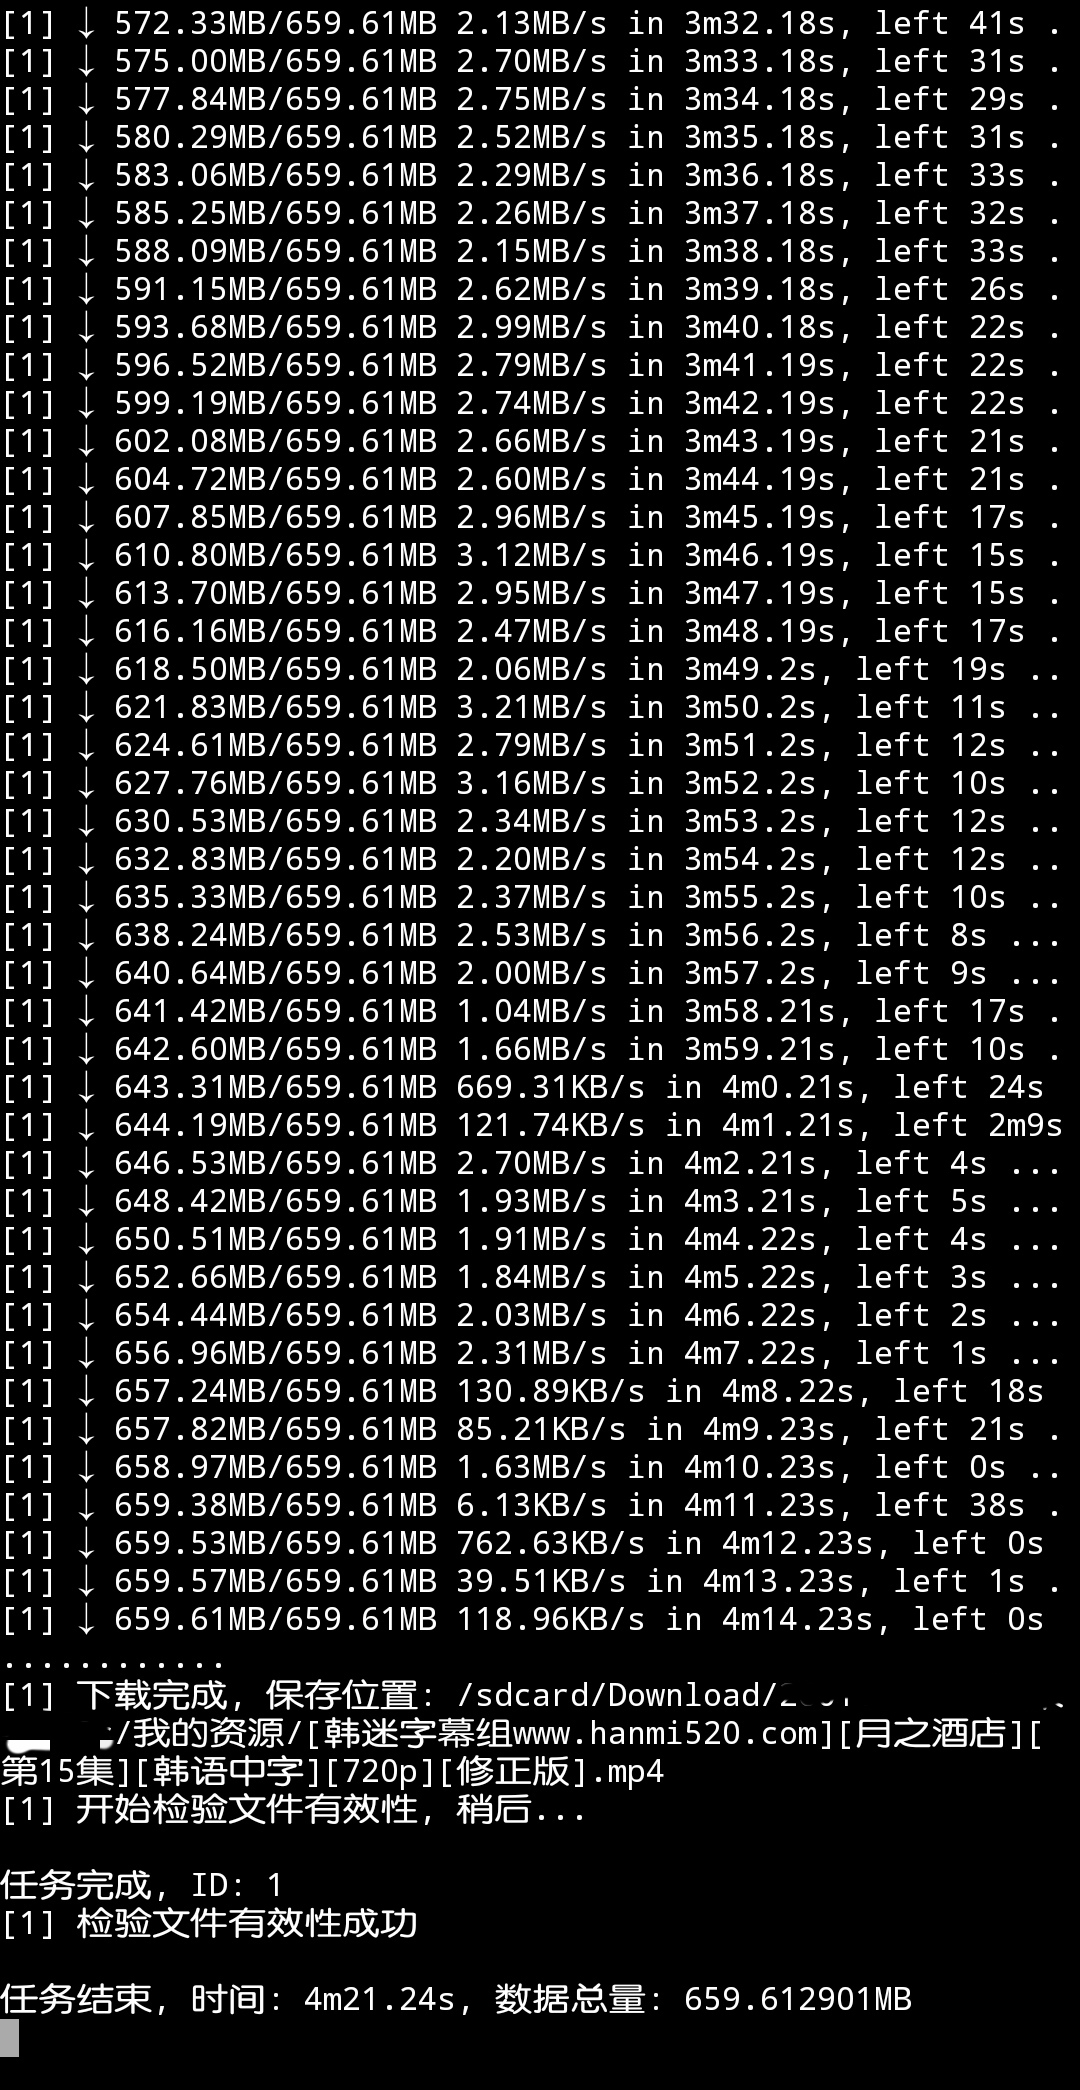 [1] ↓ 572.33MB/659.61MB 2.13MB/s in 3m32.18s, left 41s .
[1] ↓ 575.00MB/659.61MB 2.70MB/s in 3m33.18s, left 31s .
[1] ↓ 577.84MB/659.61MB 2.75MB/s in 3m34.18s, left 29s .
[1] ↓ 580.29MB/659.61MB 2.52MB/s in 3m35.18s, left 31s .
[1] ↓ 583.06MB/659.61MB 2.29MB/s in 3m36.18s, left 33s .
[1] ↓ 585.25MB/659.61MB 2.26MB/s in 3m37.18s, left 32s .
[1] ↓ 588.09MB/659.61MB 2.15MB/s in 3m38.18s, left 33s .
[1] ↓ 591.15MB/659.61MB 2.62MB/s in 3m39.18s, left 26s .
[1] ↓ 593.68MB/659.61MB 2.99MB/s in 3m40.18s, left 22s .
[1] ↓ 596.52MB/659.61MB 2.79MB/s in 3m41.19s, left 22s .
[1] ↓ 599.19MB/659.61MB 2.74MB/s in 3m42.19s, left 22s .
[1] ↓ 602.08MB/659.61MB 2.66MB/s in 3m43.19s, left 21s .
[1] ↓ 604.72MB/659.61MB 2.60MB/s in 3m44.19s, left 21s .
[1] ↓ 607.85MB/659.61MB 2.96MB/s in 3m45.19s, left 17s .
[1] ↓ 610.80MB/659.61MB 3.12MB/s in 3m46.19s, left 15s .
[1] ↓ 613.70MB/659.61MB 2.95MB/s in 3m47.19s, left 15s .
[1] ↓ 616.16MB/659.61MB 2.47MB/s in 3m48.19s, left 17s .
[1] ↓ 618.50MB/659.61MB 2.06MB/s in 3m49.2s, left 19s ..
[1] ↓ 621.83MB/659.61MB 3.21MB/s in 3m50.2s, left 11s ..
[1] ↓ 624.61MB/659.61MB 2.79MB/s in 3m51.2s, left 12s ..
[1] ↓ 627.76MB/659.61MB 3.16MB/s in 3m52.2s, left 10s ..
[1] ↓ 630.53MB/659.61MB 2.34MB/s in 3m53.2s, left 12s ..
[1] ↓ 632.83MB/659.61MB 2.20MB/s in 3m54.2s, left 12s ..
[1] ↓ 635.33MB/659.61MB 2.37MB/s in 3m55.2s, left 10s ..
[1] ↓ 638.24MB/659.61MB 2.53MB/s in 3m56.2s, left 8s ...
[1] ↓ 640.64MB/659.61MB 2.00MB/s in 3m57.2s, left 9s ...
[1] ↓ 641.42MB/659.61MB 1.04MB/s in 3m58.21s, left 17s .
[1] ↓ 642.60MB/659.61MB 1.66MB/s in 3m59.21s, left 10s .
[1] ↓ 643.31MB/659.61MB 669.31KB/s in 4m0.21s, left 24s
[1] ↓ 644.19MB/659.61MB 121.74KB/s in 4m1.21s, left 2m9s
[1] ↓ 646.53MB/659.61MB 2.70MB/s in 4m2.21s, left 4s ...
[1] ↓ 648.42MB/659.61MB 1.93MB/s in 4m3.21s, left 5s ...
[1] ↓ 650.51MB/659.61MB 1.91MB/s in 4m4.22s, left 4s ...
[1] ↓ 652.66MB/659.61MB 1.84MB/s in 4m5.22s, left 3s ...
[1] ↓ 654.44MB/659.61MB 2.03MB/s in 4m6.22s, left 2s ...
[1] ↓ 656.96MB/659.61MB 2.31MB/s in 4m7.22s, left 1s ...
[1] ↓ 657.24MB/659.61MB 130.89KB/s in 4m8.22s, left 18s
[1] ↓ 657.82MB/659.61MB 85.21KB/s in 4m9.23s, left 21s .
[1] ↓ 658.97MB/659.61MB 1.63MB/s in 4m10.23s, left 0s ..
[1] ↓ 659.38MB/659.61MB 6.13KB/s in 4m11.23s, left 38s .
[1] ↓ 659.53MB/659.61MB 762.63KB/s in 4m12.23s, left 0s
[1] ↓ 659.57MB/659.61MB 39.51KB/s in 4m13.23s, left 1s .
[1] ↓ 659.61MB/659.61MB 118.96KB/s in 4m14.23s, left 0s
............
[1] 下载完成, 保存位置: /sdcard/Download/
/我的资源/[韩迷字幕组www.hanmi520.com][月之酒店][
第15集][韩语中字][720p][修正版].mp4
[1] 开始检验文件有效性, 稍后...
任务完成, ID: 1
[1] 检验文件有效性成功
任务结束, 时间: 4m21.24s, 数据总量: 659.612901MB